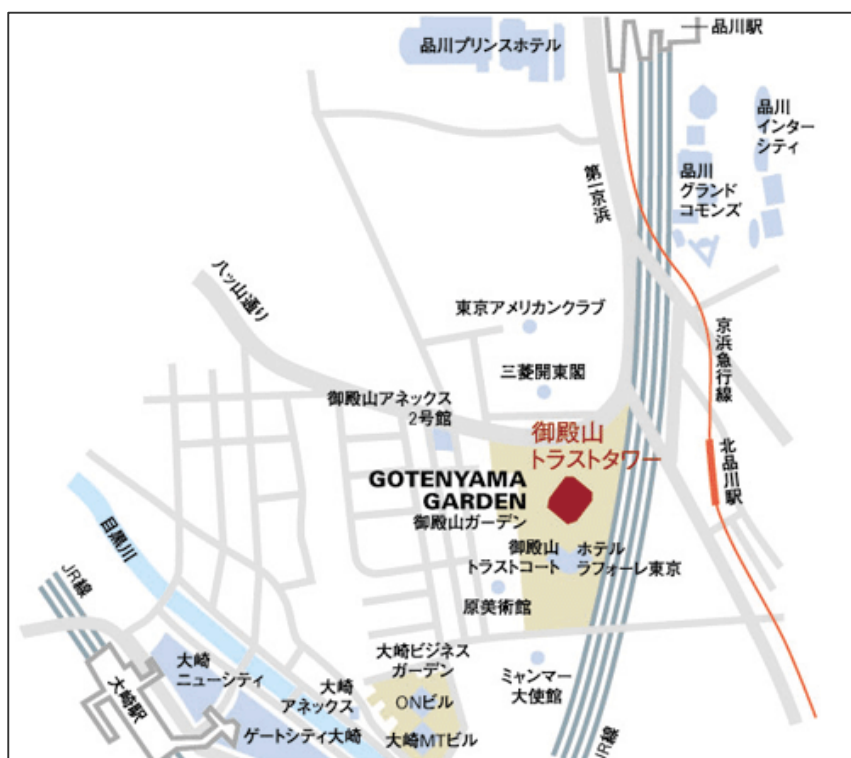 品川駅
品川プリンスホテル
品川
インター
シティ
品川
グランド
コモンズ
第一京浜
八ッ山通り
東京アメリカンクラブ
京浜急行線
三菱開東閣
御殿山アネックス
2号館
御殿山
トラストタワー
北品川駅
GOTENYAMA
GARDEN
御殿山ガーデン
目黒川
御殿山
トラストコート
ホテル
ラフォーレ東京
JR線
原美術館
大崎
ニューシティ
大崎ビジネス
ガーデン
ミャンマー
大使館
大崎駅
大崎
アネックス
ONビル
ゲートシティ大崎
大崎MTビル
JR線